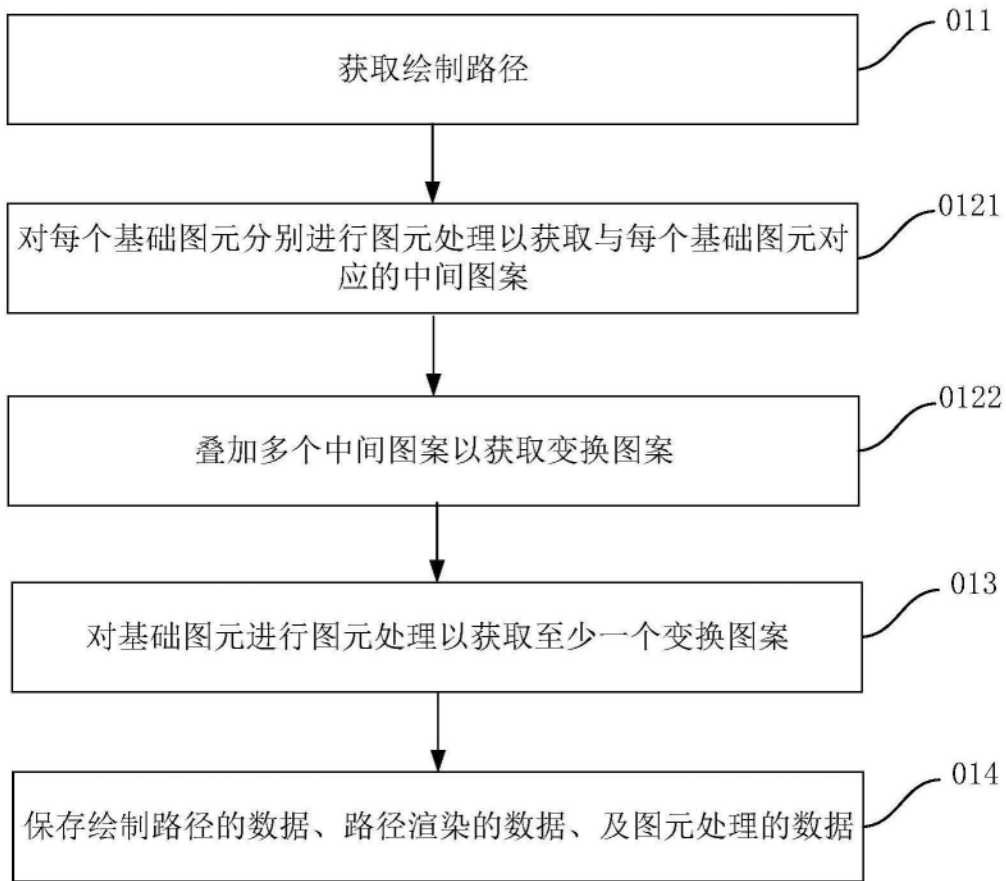 011
获取绘制路径
0121
对每个基础图元分别进行图元处理以获取与每个基础图元对
应的中间图案
0122
叠加多个中间图案以获取变换图案
013
对基础图元进行图元处理以获取至少一个变换图案
014
保存绘制路径的数据、路径渲染的数据、及图元处理的数据